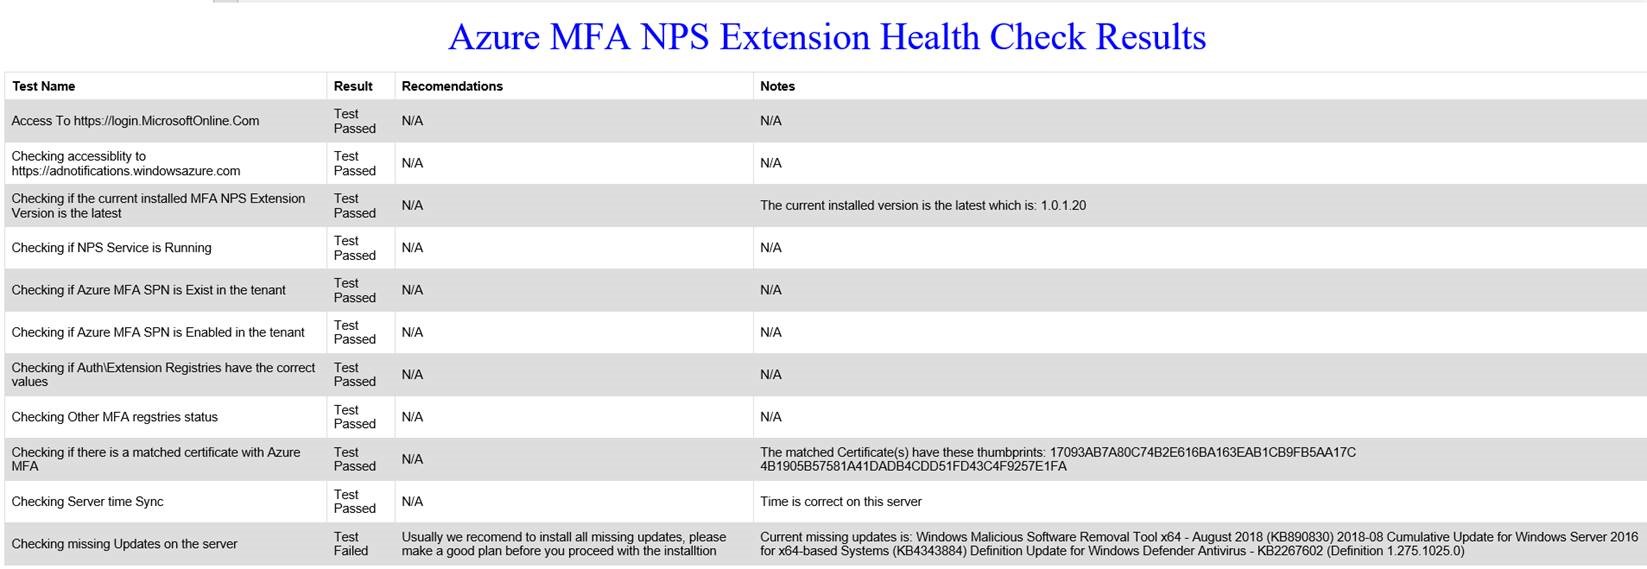 Azure MFA NPS Extension Health Check Results
Test Name Result Recomendations Notes
Access To https://login.MicrosoftOnline.Com Test Passed N/A N/A
Checking accessiblity to
https://adnotifications.windowsazure.com Test Passed N/A N/A
Checking if the current installed MFA NPS Extension
Version is the latest Test Passed N/A The current installed version is the latest which is: 1.0.1.20
Checking if NPS Service is Running Test Passed N/A N/A
Checking if Azure MFA SPN is Exist in the tenant Test Passed N/A N/A
Checking if Azure MFA SPN is Enabled in the tenant Test Passed N/A N/A
Checking if Auth\Extension Registries have the correct
values Test Passed N/A N/A
Checking Other MFA regstries status Test Passed N/A N/A
Checking if there is a matched certificate with Azure
MFA Test Passed N/A The matched Certificate(s) have these thumbprints: 17093AB7A80C74B2E616BA163EAB1CB9FB5AA17C
4B1905B57581A41DADB4CDD51FD43C4F9257E1FA
Checking Server time Sync Test Passed N/A Time is correct on this server
Checking missing Updates on the server Test Failed Usually we recomend to install all missing updates, please
make a good plan before you proceed with the installtion Current missing updates is: Windows Malicious Software Removal Tool x64 - August 2018 (KB890830) 2018-08 Cumulative Update for Windows Server 2016
for x64-based Systems (KB4343884) Definition Update for Windows Defender Antivirus - KB2267602 (Definition 1.275.1025.0)